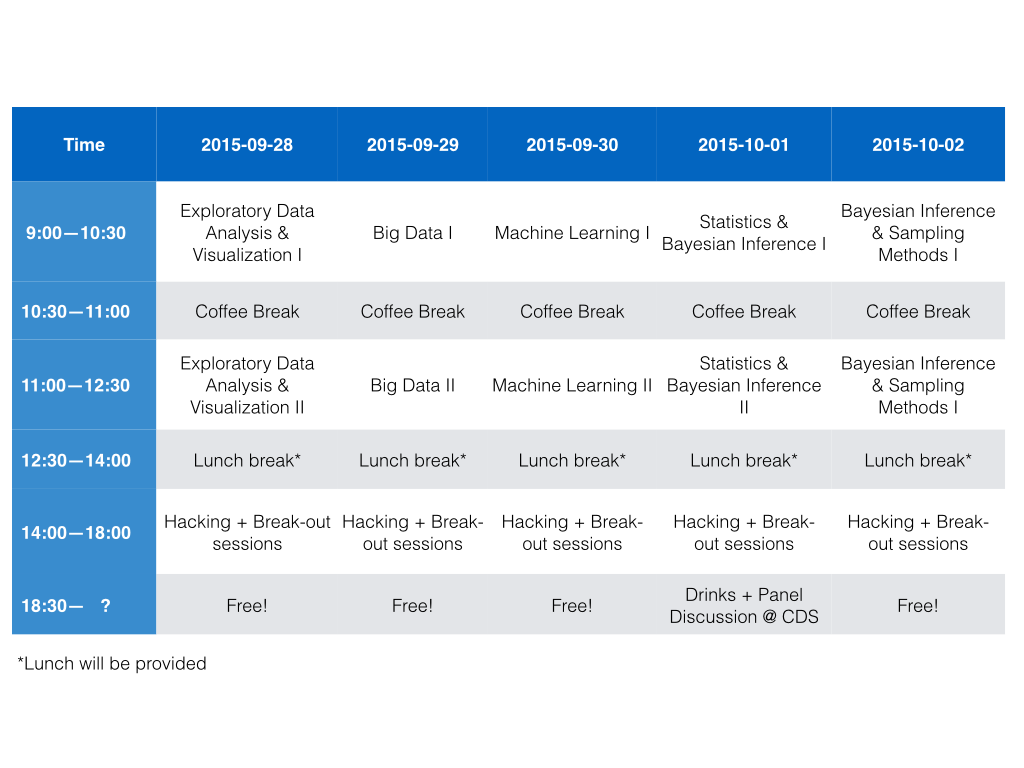 Time 2015-09-28 2015-09-29 2015-09-30 2015-10-01 2015-10-02
9:00—10:30
Exploratory Data
Analysis &
Visualization I
Big Data I
Machine Learning I
Statistics &
Bayesian Inference I
Bayesian Inference
& Sampling
Methods I
10:30—11:00 Coffee Break Coffee Break Coffee Break Coffee Break Coffee Break
11:00—12:30
Exploratory Data
Analysis &
Visualization II
Big Data II
Machine Learning II
Statistics &
Bayesian Inference
II
Bayesian Inference
& Sampling
Methods I
12:30—14:00 Lunch break* Lunch break* Lunch break* Lunch break* Lunch break*
14:00—18:00
Hacking + Break-out
sessions
Hacking + Break-
out sessions
Hacking + Break-
out sessions
Hacking + Break-
out sessions
Hacking + Break-
out sessions
18:30— ?
Free!
Free!
Free!
Drinks + Panel
Discussion @ CDS
Free!
*Lunch will be provided